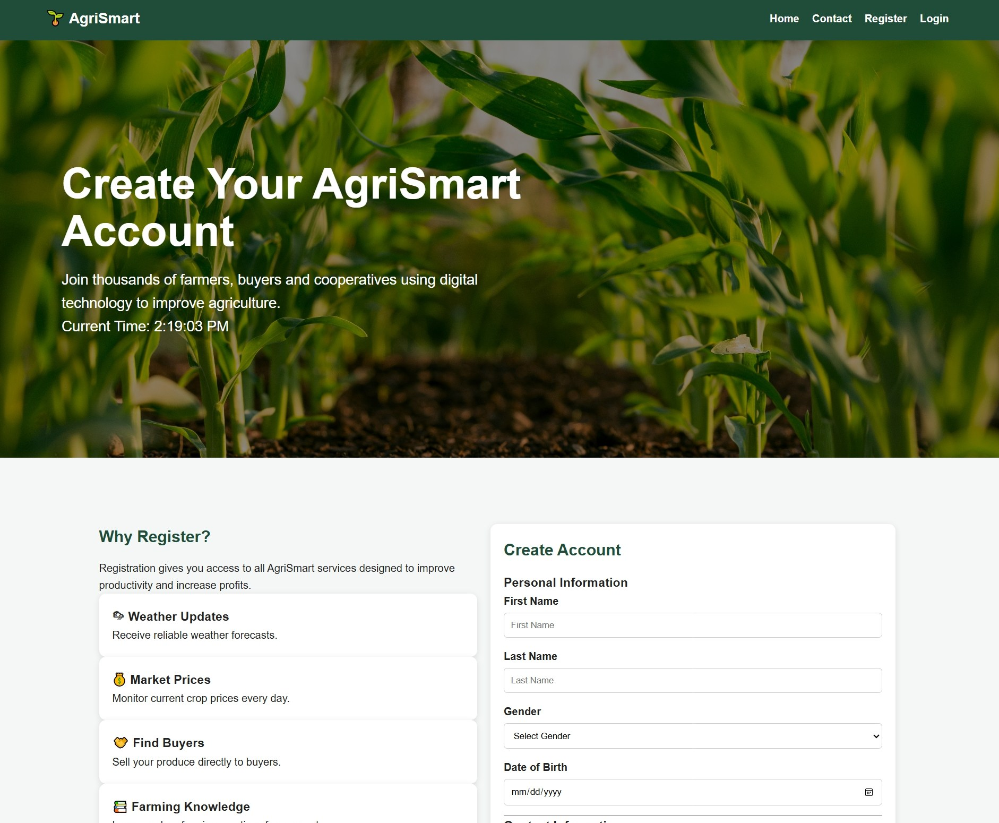 AgriSmart
Home Contact Register Login
Create Your AgriSmart
Account
Join thousands of farmers, buyers and cooperatives using digital
technology to improve agriculture.
Current Time: 2:19:03 PM
Why Register?
Registration gives you access to all AgriSmart services designed to improve
productivity and increase profits.
Weather Updates
Receive reliable weather forecasts.
Market Prices
Monitor current crop prices every day.
Find Buyers
Sell your produce directly to buyers.
Farming Knowledge
Create Account
Personal Information
First Name
First Name
Last Name
Last Name
Gender
Select Gender
Date of Birth
mm/dd/yyyy